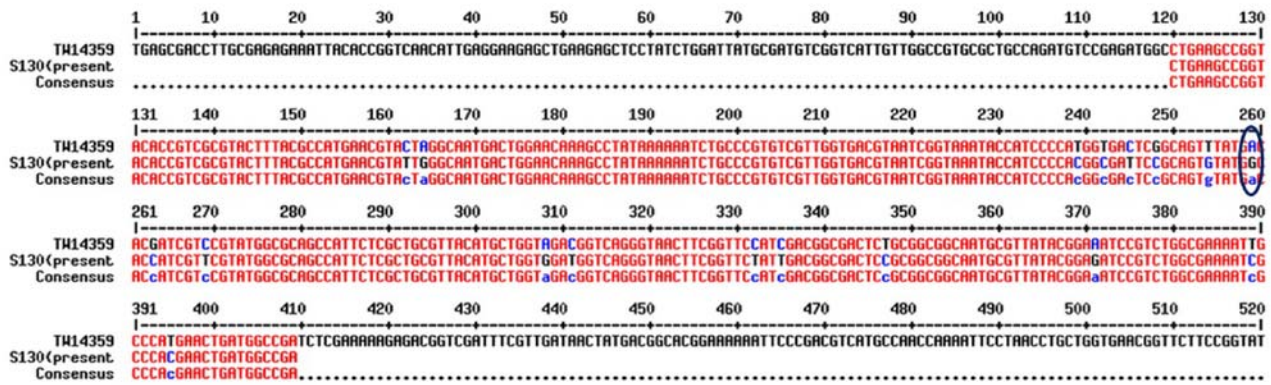 1 10 20 30 40 50 60 70 80 90 100 110 120 130
|---------+---------+---------+---------+---------+---------+---------+---------+---------+---------+---------+---------+---------|
TW14359 TGAGCGACCTTGCGAGAGAAATTACACCGGTCAACATTGAGGAAGAGCTGAAGAGCTCCTATCTGGATTATGCGATGTCGGTCATTGTTGGCCGTGCGCTGCCAGATGTCCGAGATGGCCTGAAGCCGGT
S130(present CTGAAGCCGGT
Consensus .......................................................................................................................CTGAAGCCGGT
131 140 150 160 170 180 190 200 210 220 230 240 250 260
|---------+---------+---------+---------+---------+---------+---------+---------+---------+---------+---------+---------+---------|
TW14359 ACACCGTCGCGTACTTTACGCCATGAACGTACTAGGCAATGACTGGAACAAAGCCTATAAAAAATCTGCCCGTGTCGTTGGTGACGTAATCGGTAAATACCATCCCCATGGTGACTCGGCAGTTTATGAC
S130(present ACACCGTCGCGTACTTTACGCCATGAACGTATTGGGCAATGACTGGAACAAAGCCTATAAAAAATCTGCCCGTGTCGTTGGTGACGTAATCGGTAAATACCATCCCCACGGCGATTCCGCAGTGTATGGC
Consensus ACACCGTCGCGTACTTTACGCCATGAACGTAcTaGGCAATGACTGGAACAAAGCCTATAAAAAATCTGCCCGTGTCGTTGGTGACGTAATCGGTAAATACCATCCCCAcGGcGAcTCcGCAGTgTATGaC
261 270 280 290 300 310 320 330 340 350 360 370 380 390
|---------+---------+---------+---------+---------+---------+---------+---------+---------+---------+---------+---------+---------|
TW14359 ACGATCGTCCGTATGGCGCAGCCATTCTCGCTGCGTTACATGCTGGTAGACGGTCAGGGTAACTTCGGTTCCATCGACGGCGACTCTGCGGCGGCAATGCGTTATACGGAAATCCGTCTGGCGAAAATTG
S130(present ACCATCGTTCGTATGGCGCAGCCATTCTCGCTGCGTTACATGCTGGTGGATGGTCAGGGTAACTTCGGTTCTATTGACGGCGACTCCGCGGCGGCAATGCGTTATACGGAGATCCGTCTGGCGAAAATCG
Consensus ACcATCGTcCGTATGGCGCAGCCATTCTCGCTGCGTTACATGCTGGTaGAcGGTCAGGGTAACTTCGGTTCcATcGACGGCGACTCcGCGGCGGCAATGCGTTATACGGAaATCCGTCTGGCGAAAATcG
391 400 410 420 430 440 450 460 470 480 490 500 510 520
|---------+---------+---------+---------+---------+---------+---------+---------+---------+---------+---------+---------+---------|
TW14359 CCCATGAACTGATGGCCGATCTCGAAAAAGAGACGGTCGATTTCGTTGATAACTATGACGGCACGGAAAAAATTCCCGACGTCATGCCAACCAAAATTCCTAACCTGCTGGTGAACGGTTCTTCCGGTAT
S130(present CCCACGAACTGATGGCCGA
Consensus CCCAcGAACTGATGGCCGA...............................................................................................................